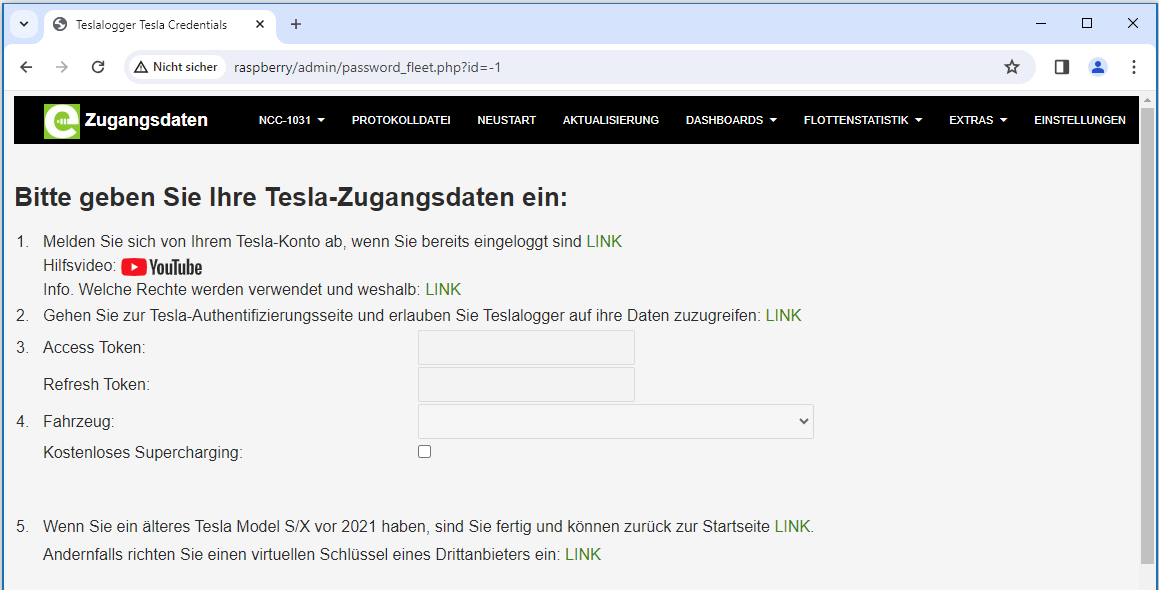 Teslalogger Tesla Credentials
Nicht sicher raspberry/admin/password_fleet.php?id=-1
Zugangsdaten NCC-1031 PROTOKOLLDATEI NEUSTART AKTUALISIERUNG DASHBOARDS FLOTTENSTATISTIK EXTRAS EINSTELLUNGEN
Bitte geben Sie Ihre Tesla-Zugangsdaten ein:
1. Melden Sie sich von Ihrem Tesla-Konto ab, wenn Sie bereits eingeloggt sind LINK
Hilfsvideo: YouTube
Info. Welche Rechte werden verwendet und weshalb: LINK
2. Gehen Sie zur Tesla-Authentifizierungsseite und erlauben Sie Teslalogger auf ihre Daten zuzugreifen: LINK
3. Access Token:
Refresh Token:
4. Fahrzeug:
Kostenloses Supercharging:
5. Wenn Sie ein älteres Tesla Model S/X vor 2021 haben, sind Sie fertig und können zurück zur Startseite LINK.
Andernfalls richten Sie einen virtuellen Schlüssel eines Drittanbieters ein: LINK